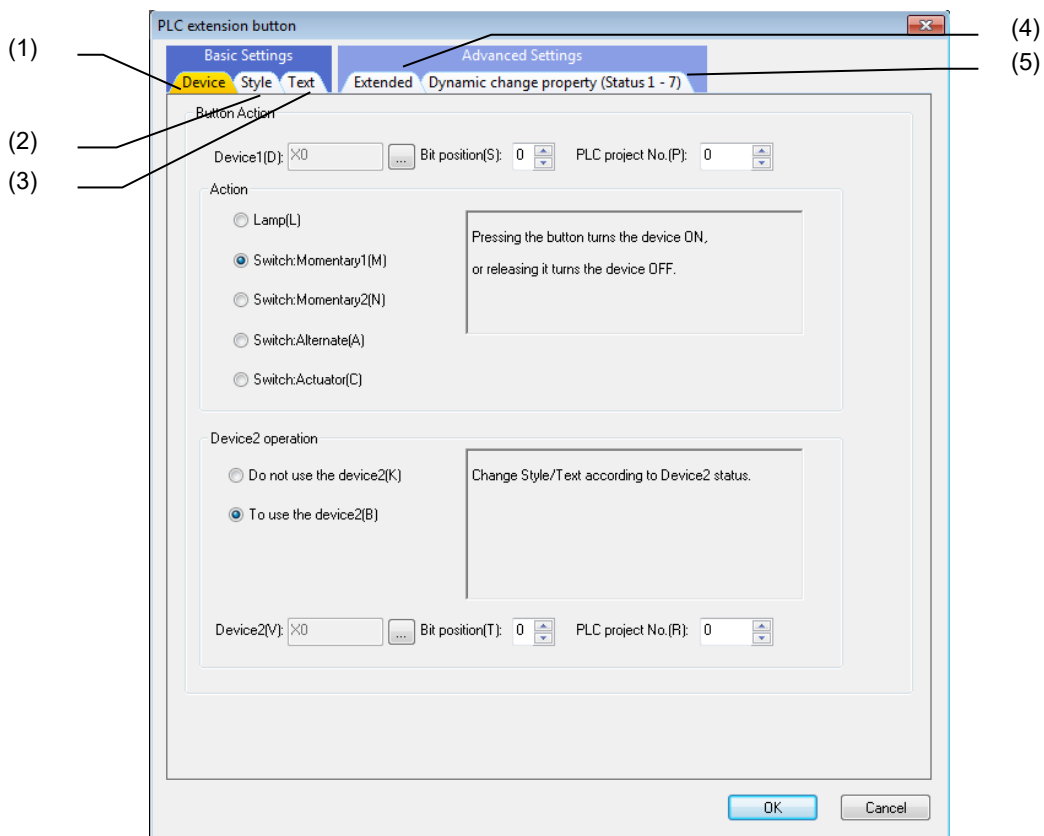 PLC extension button
(1)
(4)
Basic Settings
Advanced Settings
(5)
Device Style Text Extended Dynamic change property (Status 1 - 7)
Button Action
(2)
Device1(D): X0 ... Bit position(S): 0 PLC project No.(P): 0
(3)
Action
Lamp(L)
Switch:Momentary1(M)
Switch:Momentary2(N)
Switch:Alternate(A)
Switch:Actuator(C)
Pressing the button turns the device ON,
or releasing it turns the device OFF.
Device2 operation
Do not use the device2(K)
To use the device2(B)
Change Style/Text according to Device2 status.
Device2(V): X0 ... Bit position(T): 0 PLC project No.(R): 0
OK Cancel